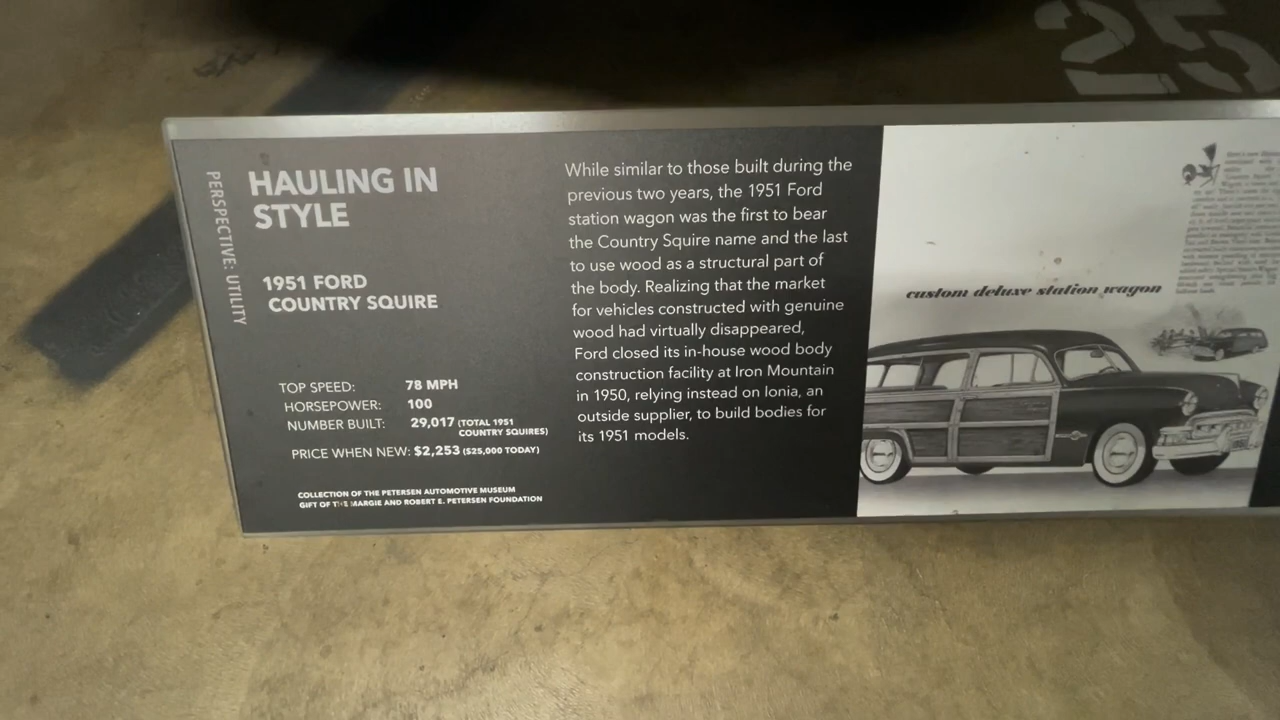 25
PERSPECTIVE: UTILITY
HAULING IN
STYLE
1951 FORD
COUNTRY SQUIRE
TOP SPEED: 78 MPH
HORSEPOWER: 100
NUMBER BUILT: 29,017 (TOTAL 1951
COUNTRY SQUIRES)
PRICE WHEN NEW: $2,253 ($25,000 TODAY)
COLLECTION OF THE PETERSEN AUTOMOTIVE MUSEUM
GIFT OF THE MARGIE AND ROBERT E. PETERSEN FOUNDATION
While similar to those built during the
previous two years, the 1951 Ford
station wagon was the first to bear
the Country Squire name and the last
to use wood as a structural part of
the body. Realizing that the market
for vehicles constructed with genuine
wood had virtually disappeared,
Ford closed its in-house wood body
construction facility at Iron Mountain
in 1950, relying instead on Ionia, an
outside supplier, to build bodies for
its 1951 models.
custom deluxe station wagon